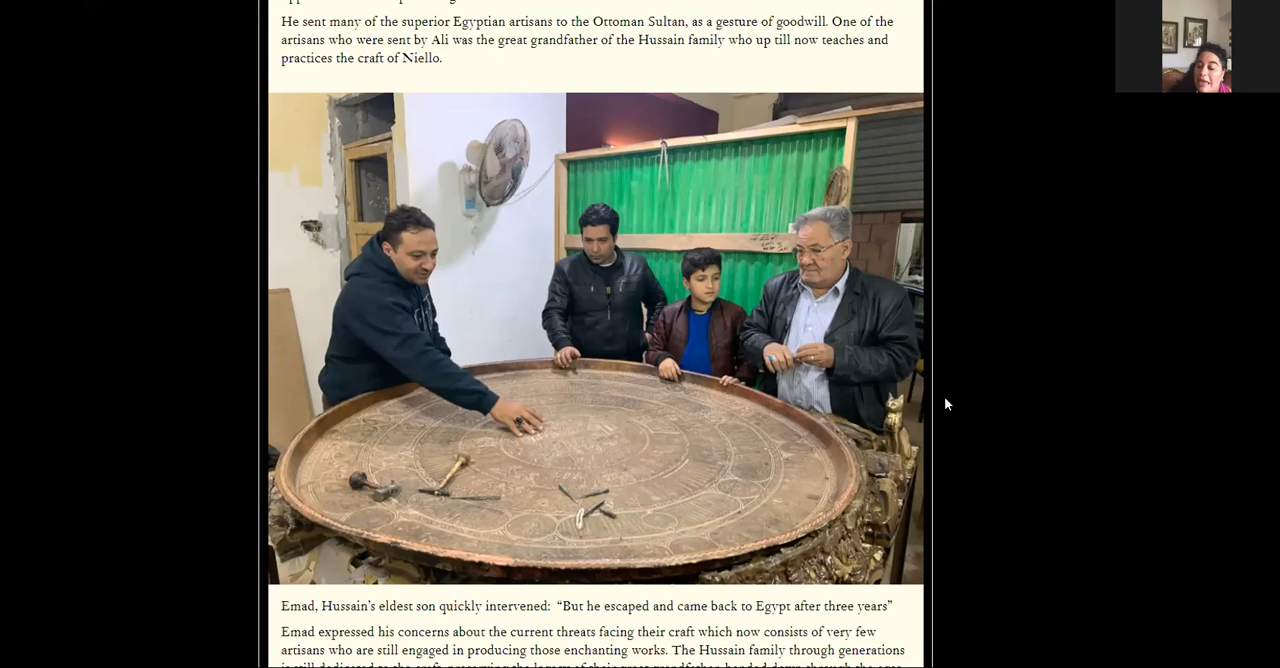 He sent many of the superior Egyptian artisans to the Ottoman Sultan, as a gesture of goodwill. One of the
artisans who were sent by Ali was the great grandfather of the Hussain family who up till now teaches and
practices the craft of Niello.
Emad, Hussain’s eldest son quickly intervened:  “But he escaped and came back to Egypt after three years”
Emad expressed his concerns about the current threats facing their craft which now consists of very few
artisans who are still engaged in producing those enchanting works. The Hussain family through generations